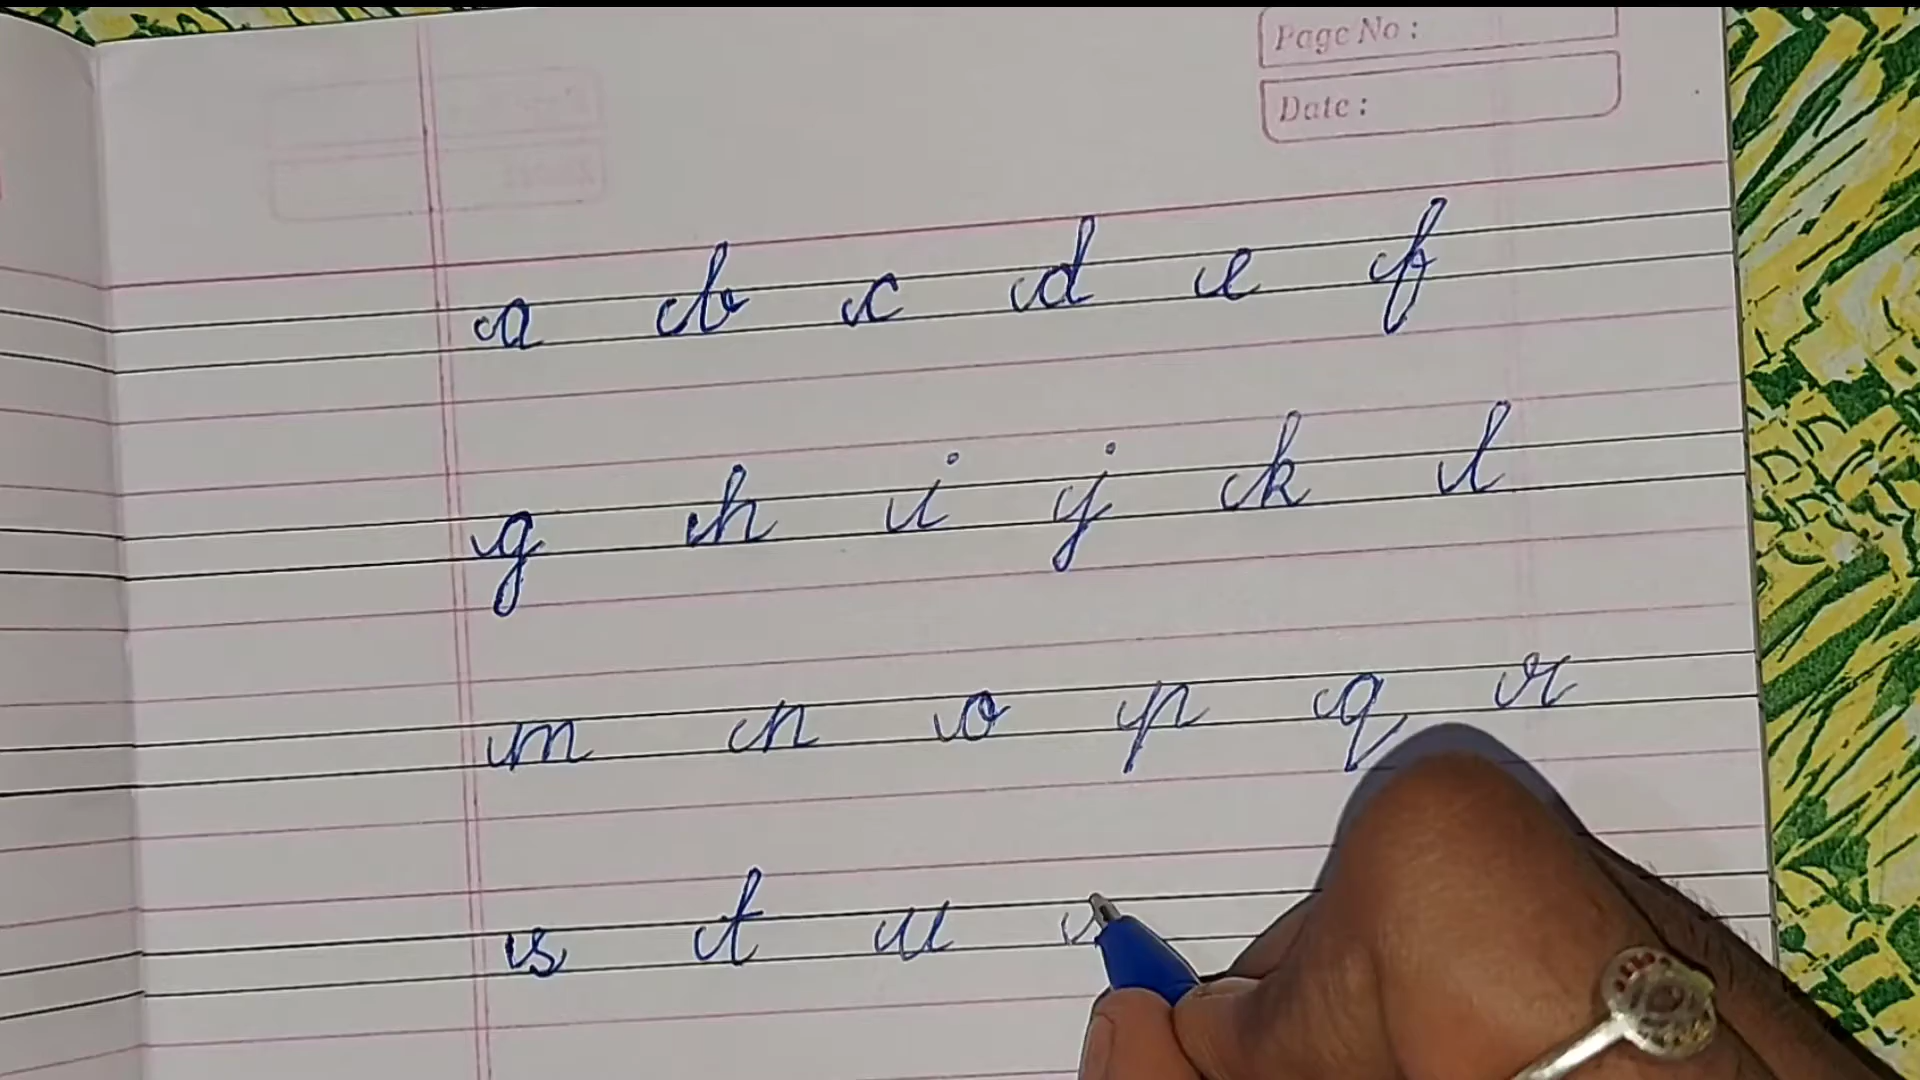 Page No :
Date :
a b c d e f
g h i j k l
m n o p q r
s t u